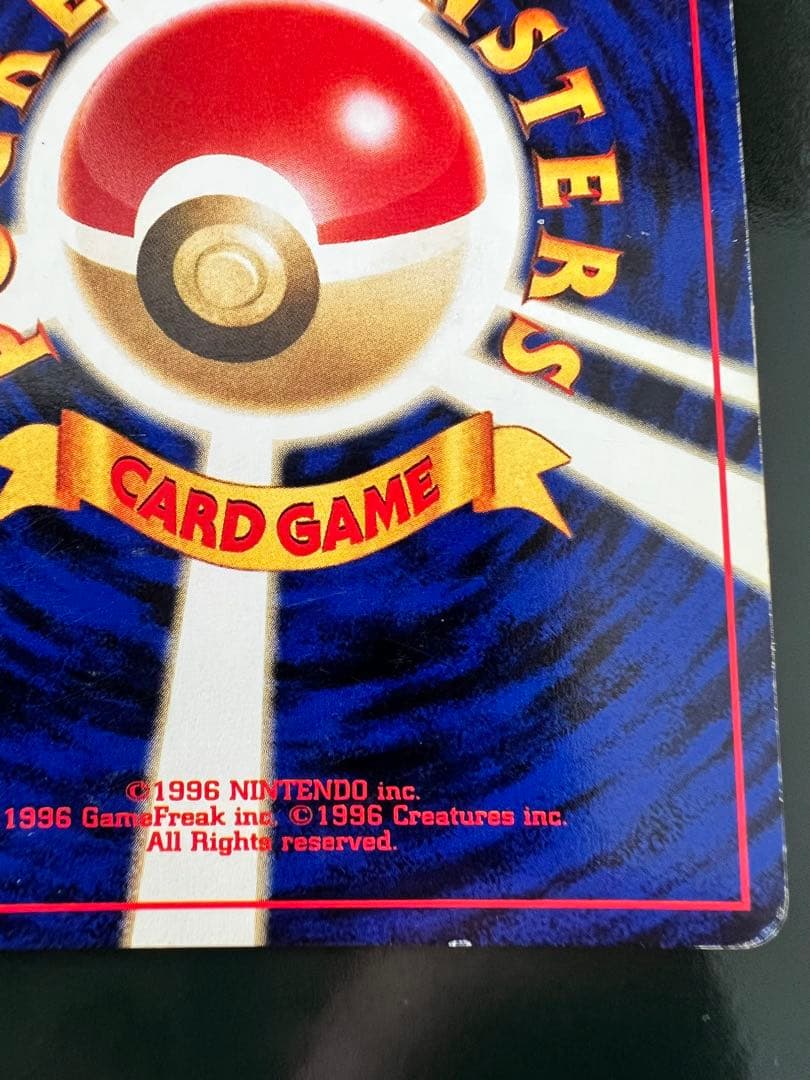 STERS
CARD GAME
©1996 NINTENDO inc.
1996 GameFreak inc. ©1996 Creatures inc.
All Rights reserved.